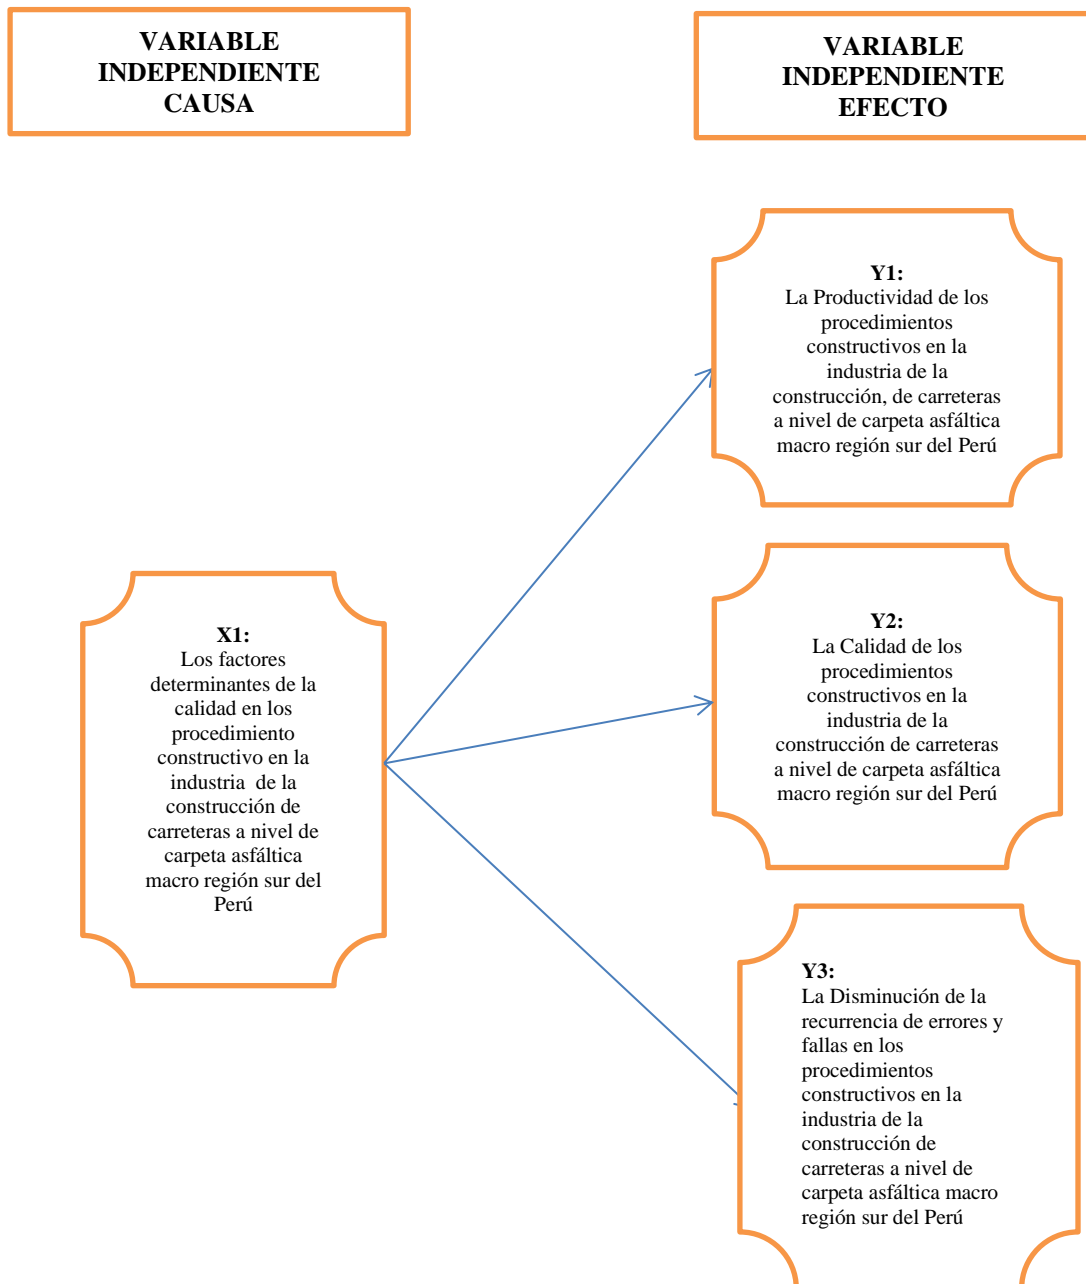 VARIABLE
INDEPENDIENTE
CAUSA
VARIABLE
INDEPENDIENTE
EFECTO
Y1:
La Productividad de los
procedimientos
constructivos en la
industria de la
construcción, de carreteras
a nivel de carpeta asfáltica
macro región sur del Perú
X1:
Los factores
determinantes de la
calidad en los
procedimiento
constructivo en la
industria de la
construcción de
carreteras a nivel de
carpeta asfáltica
macro región sur del
Perú
Y2:
La Calidad de los
procedimientos
constructivos en la
industria de la
construcción de carreteras
a nivel de carpeta asfáltica
macro región sur del Perú
Y3:
La Disminución de la
recurrencia de errores y
fallas en los
procedimientos
constructivos en la
industria de la
construcción de
carreteras a nivel de
carpeta asfáltica macro
región sur del Perú